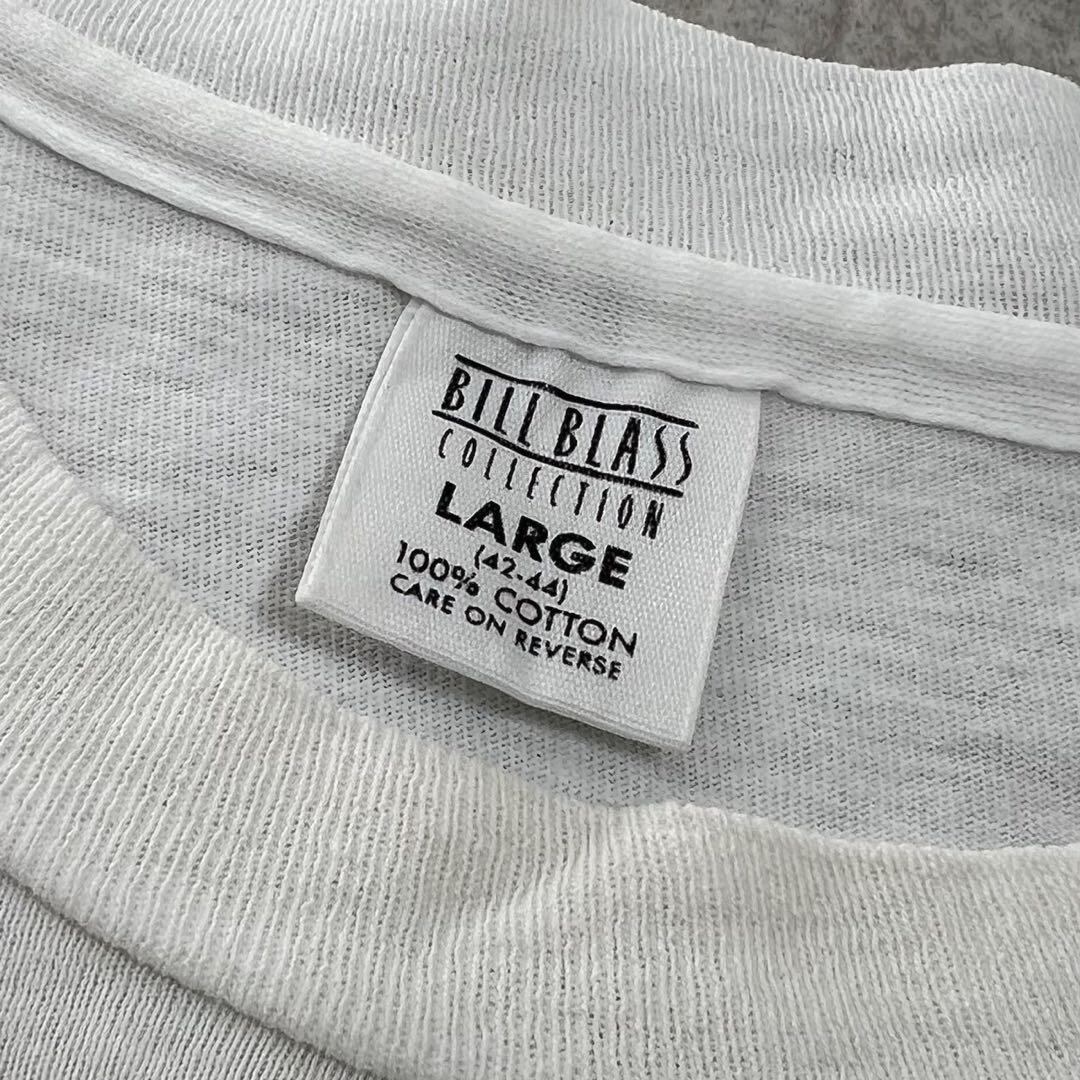 BILL BLASS
COLLECTION
LARGE
(42-44)
100% COTTON
CARE ON REVERSE